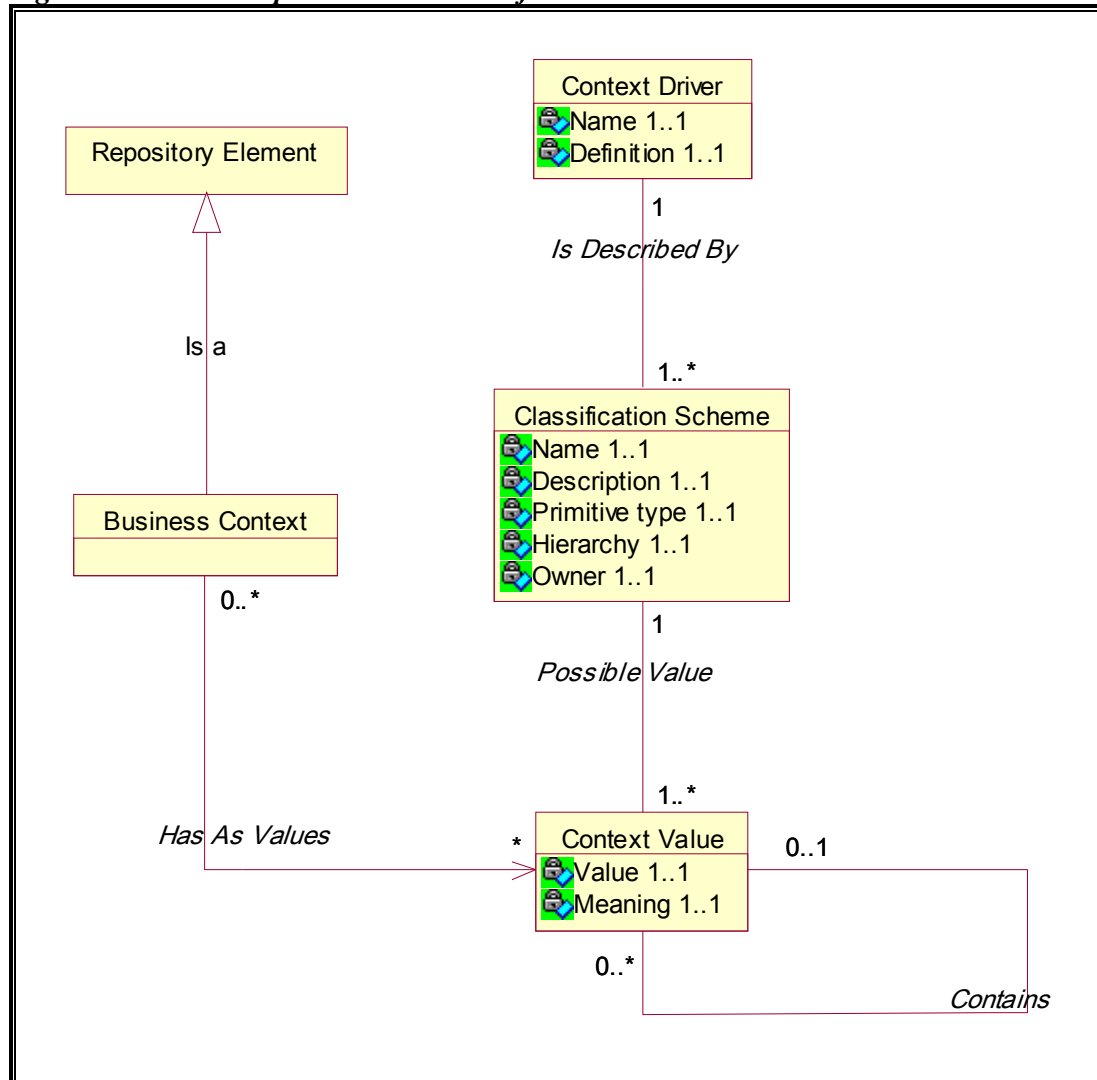 Context Driver
Name 1..1
Definition 1..1
Repository Element
1
Is Described By
Is a
1..*
Classification Scheme
Name 1..1
Description 1..1
Primitive type 1..1
Hierarchy 1..1
Owner 1..1
Business Context
0..*
1
Possible Value
1..*
Has As Values
*
Context Value
Value 1..1
Meaning 1..1
0..1
0..*
Contains